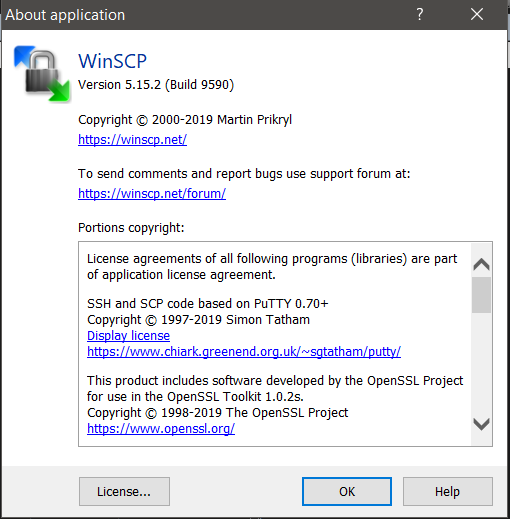 About application
?
WinSCP
Version 5.15.2 (Build 9590)
Copyright © 2000-2019 Martin Prikryl
https://winscp.net/
To send comments and report bugs use support forum at:
https://winscp.net/forum/
Portions copyright:
License agreements of all following programs (libraries) are part
of application license agreement.
SSH and SCP code based on PuTTY 0.70+
Copyright © 1997-2019 Simon Tatham
Display license
https://www.chiark.greenend.org.uk/~sgtatham/putty/
This product includes software developed by the OpenSSL Project
for use in the OpenSSL Toolkit 1.0.2s.
Copyright © 1998-2019 The OpenSSL Project
https://www.openssl.org/
License...
OK
Help